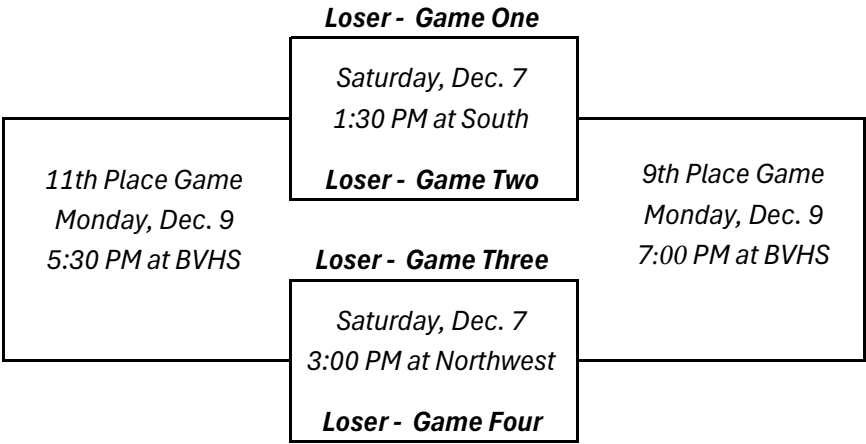 Loser - Game One
Saturday, Dec. 7
1:30 PM at South
Loser - Game Two
11th Place Game
Monday, Dec. 9
5:30 PM at BVHS
9th Place Game
Monday, Dec. 9
7:00 PM at BVHS
Loser - Game Three
Saturday, Dec. 7
3:00 PM at Northwest
Loser - Game Four